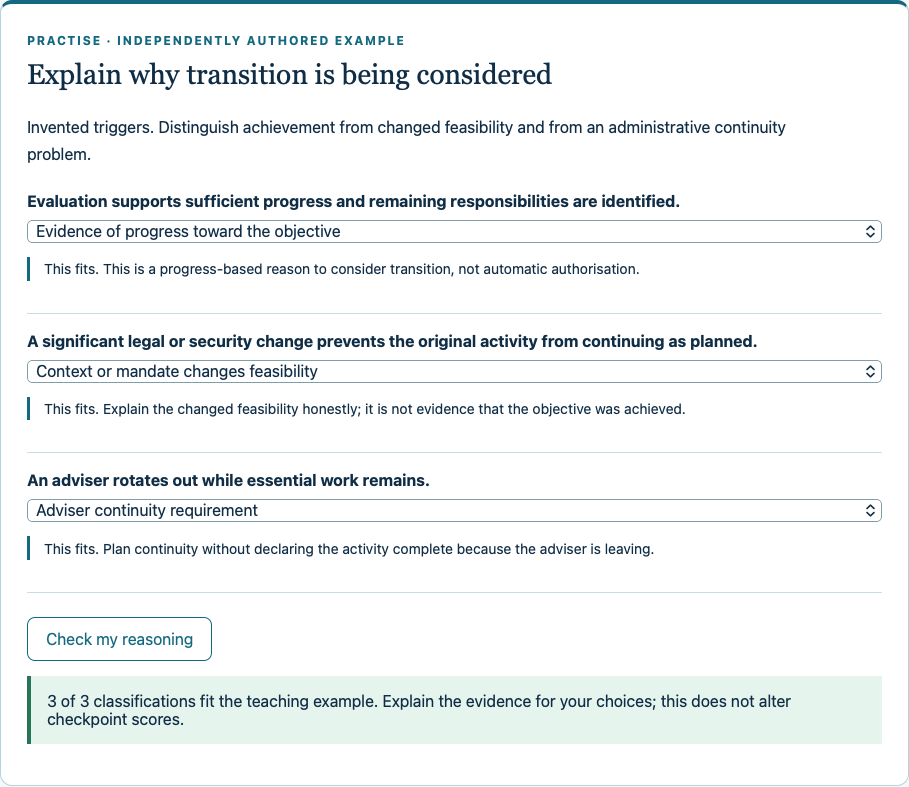 PRACTISE · INDEPENDENTLY AUTHORED EXAMPLE
Explain why transition is being considered
Invented triggers. Distinguish achievement from changed feasibility and from an administrative continuity
problem.
Evaluation supports sufficient progress and remaining responsibilities are identified.
Evidence of progress toward the objective
This fits. This is a progress-based reason to consider transition, not automatic authorisation.
A significant legal or security change prevents the original activity from continuing as planned.
Context or mandate changes feasibility
This fits. Explain the changed feasibility honestly; it is not evidence that the objective was achieved.
An adviser rotates out while essential work remains.
Adviser continuity requirement
This fits. Plan continuity without declaring the activity complete because the adviser is leaving.
Check my reasoning
3 of 3 classifications fit the teaching example. Explain the evidence for your choices; this does not alter
checkpoint scores.